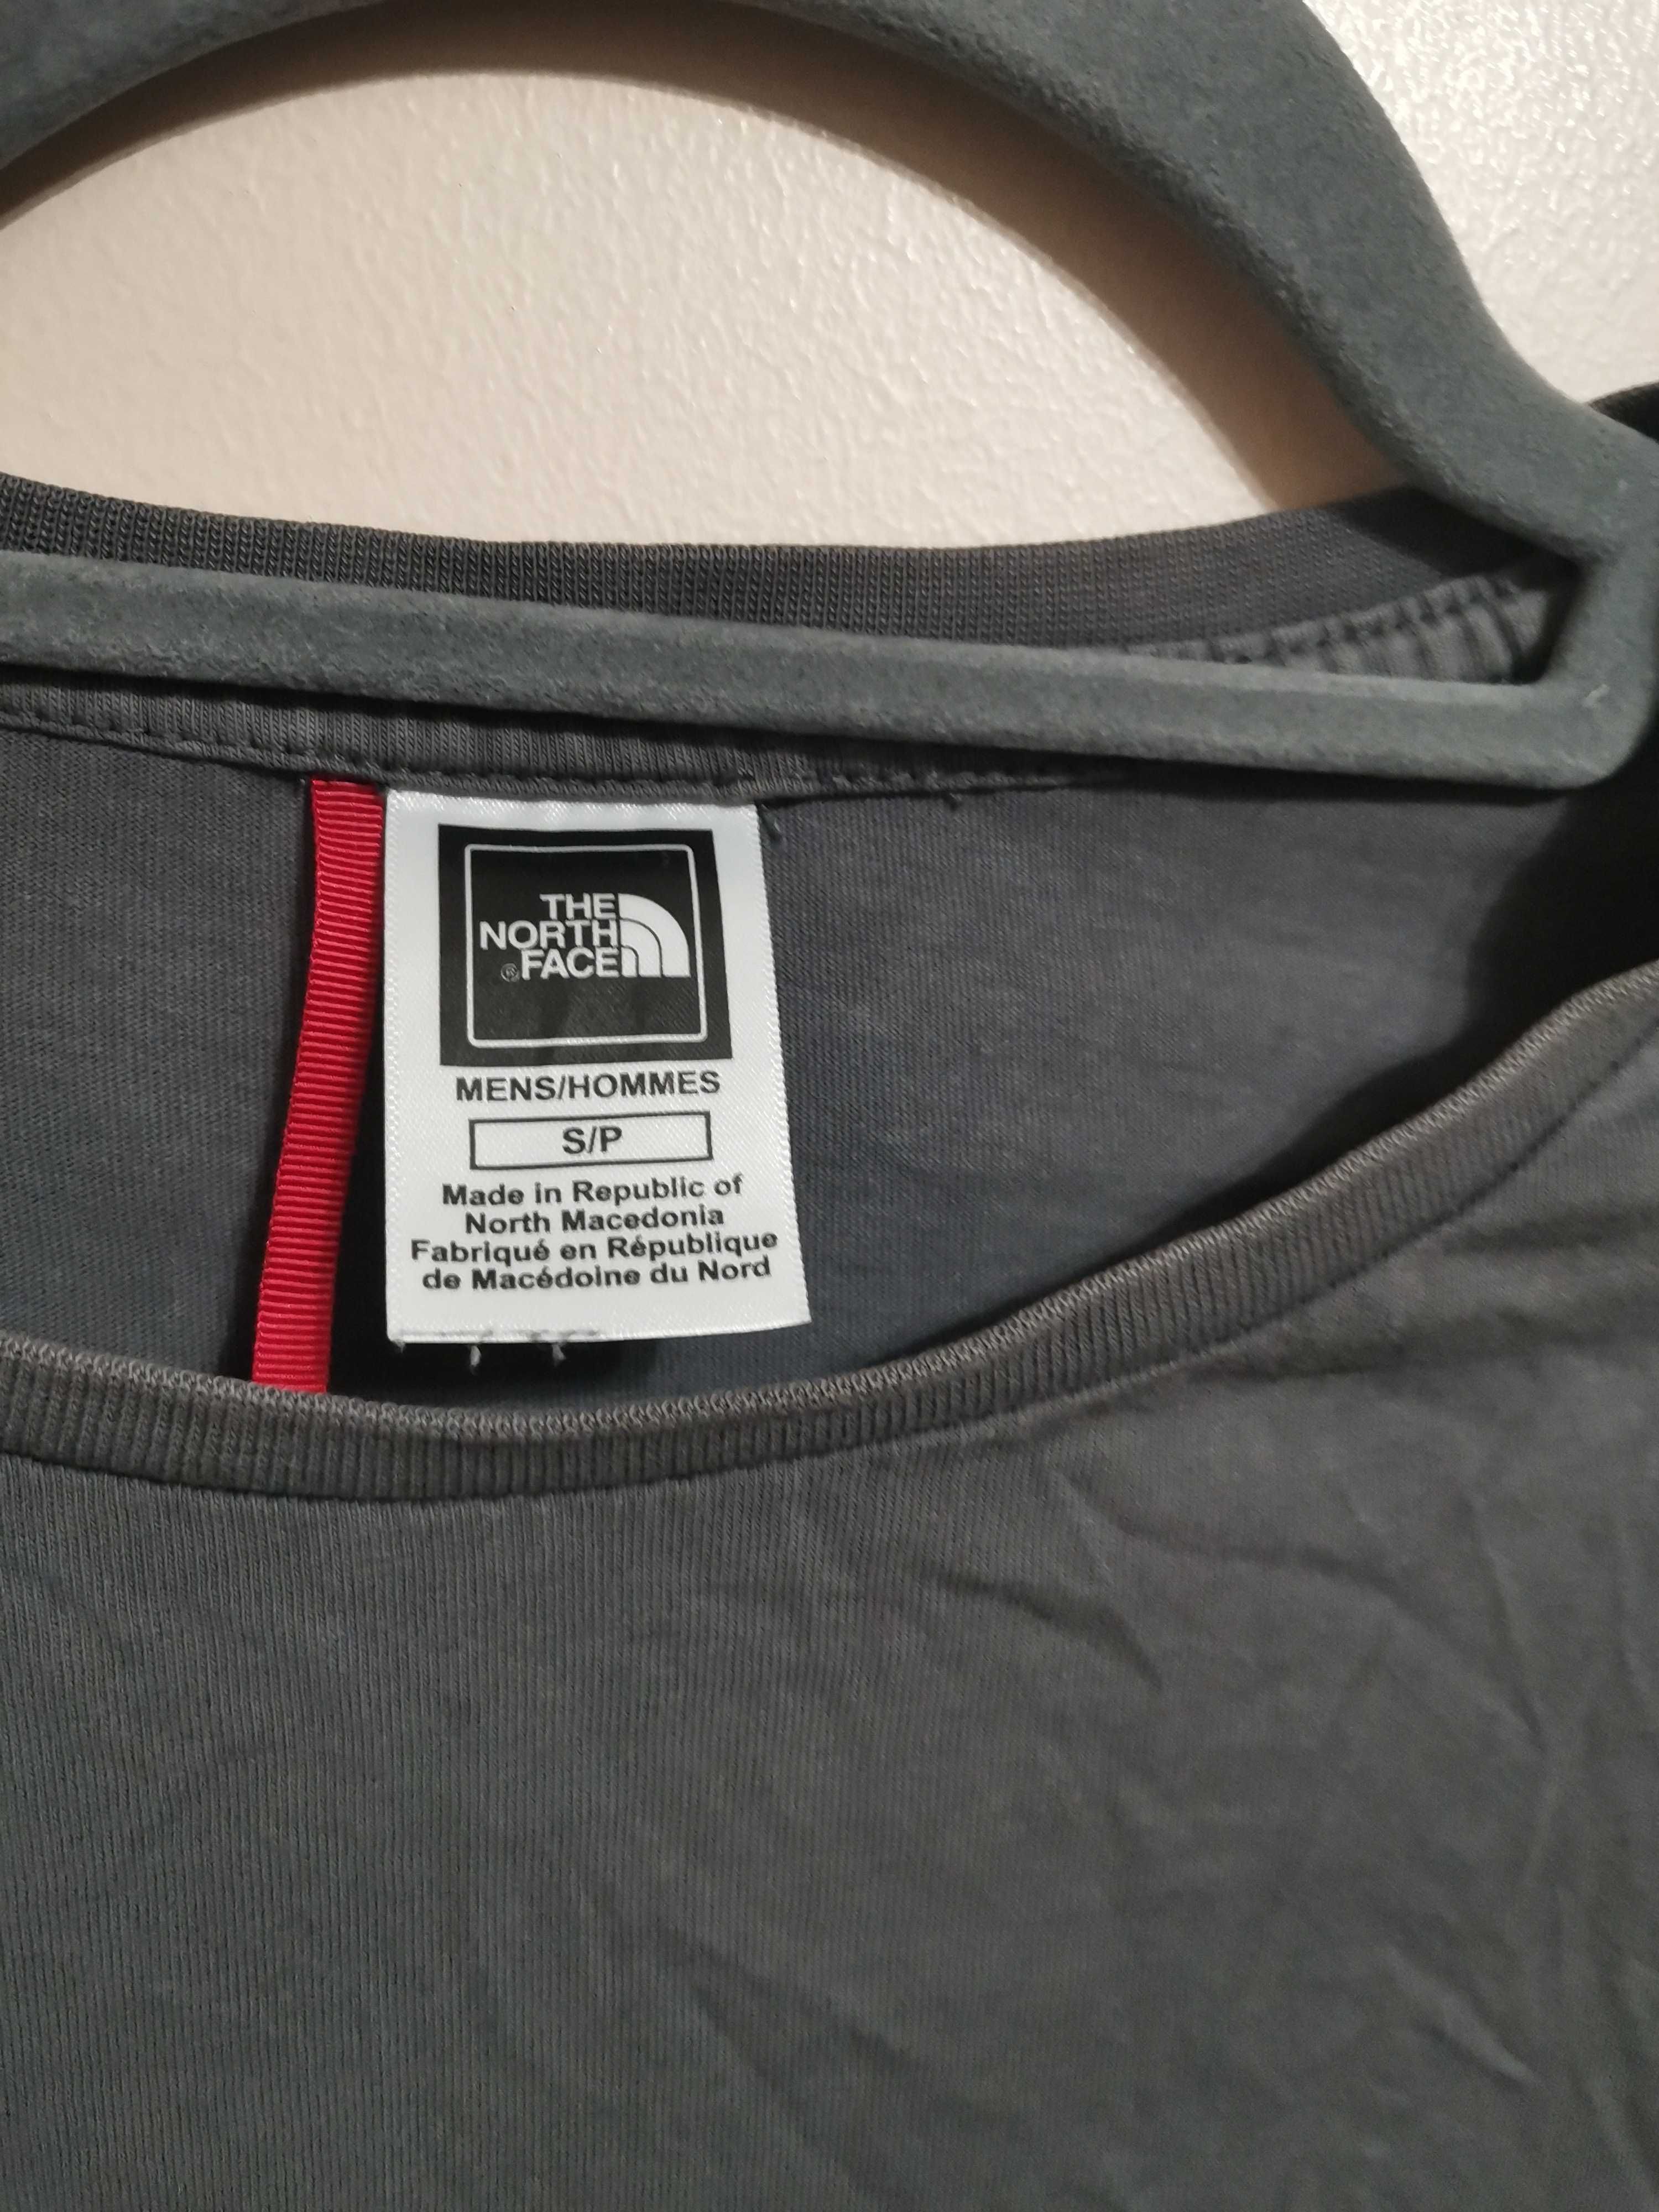 THE
NORTH
® FACE
MENS/HOMMES
S/P
Made in Republic of
North Macedonia
Fabriqué en République
de Macédoine du Nord